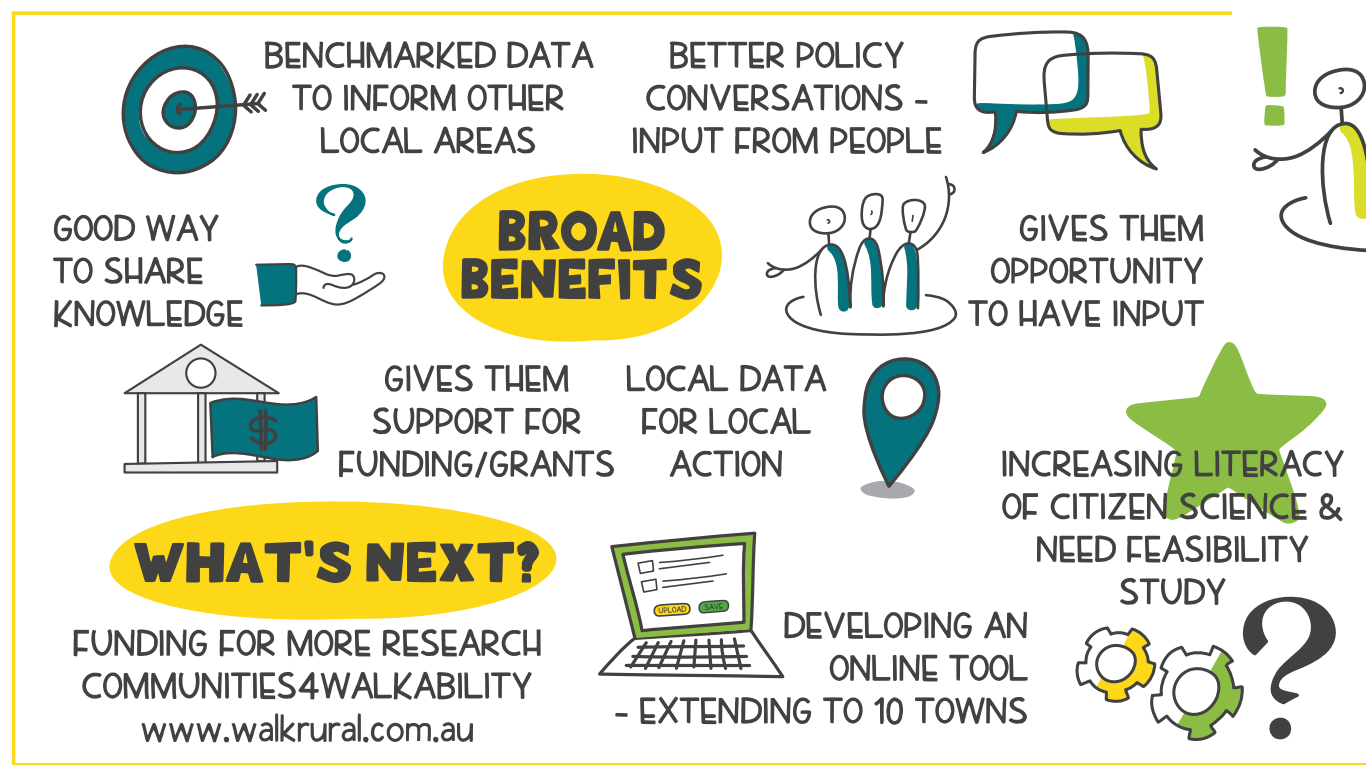 BENCHMARKED DATA
TO INFORM OTHER
LOCAL AREAS
BETTER POLICY
CONVERSATIONS -
INPUT FROM PEOPLE
!
GOOD WAY
TO SHARE
KNOWLEDGE
?
BROAD
BENEFITS
GIVES THEM
OPPORTUNITY
TO HAVE INPUT
$
GIVES THEM
SUPPORT FOR
FUNDING/GRANTS
LOCAL DATA
FOR LOCAL
ACTION
INCREASING LITERACY
OF CITIZEN SCIENCE &
NEED FEASIBILITY
STUDY
?
WHAT'S NEXT?
FUNDING FOR MORE RESEARCH
COMMUNITIES4WALKABILITY
www.walkrural.com.au
UPLOAD
SAVE
DEVELOPING AN
ONLINE TOOL
- EXTENDING TO 10 TOWNS